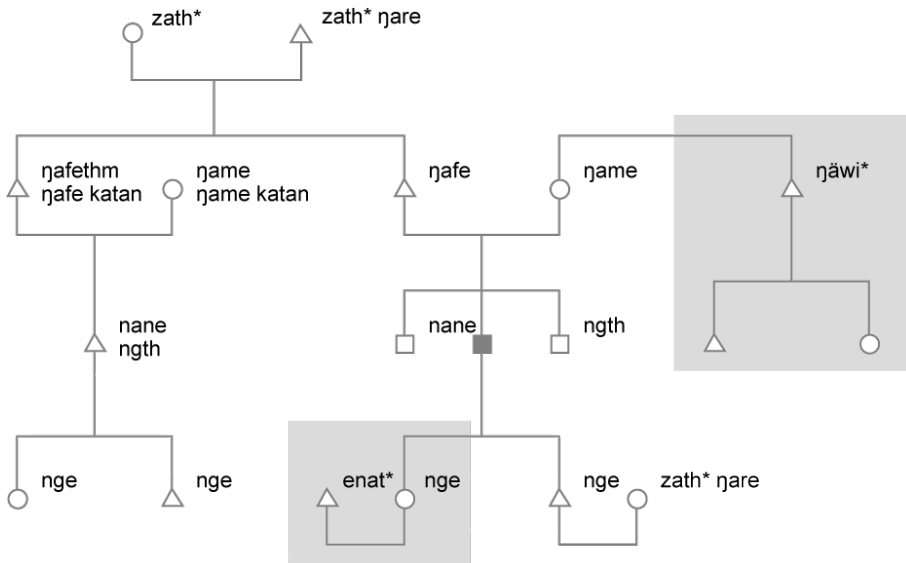 zath*
zath* ŋare
ŋafethm
ŋafe katan
ŋame
ŋame katan
ŋafe
ŋame
ŋäwi*
nane
ngth
nane
ngth
nge
nge
enat*
nge
nge
zath* ŋare